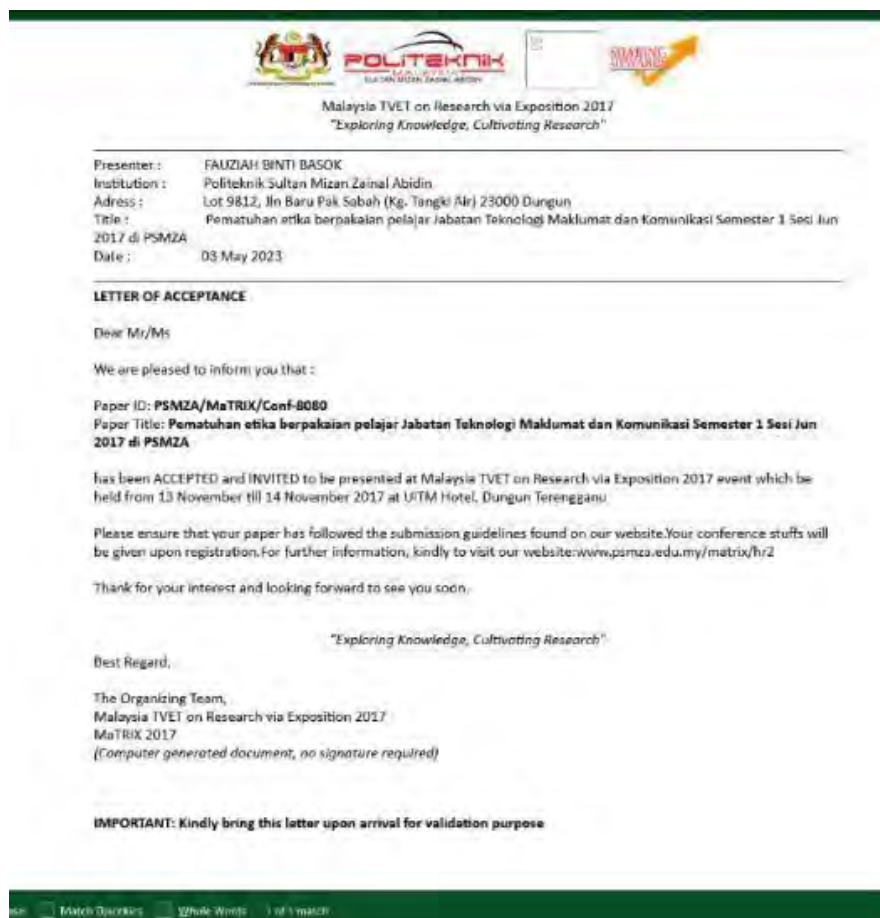 POLITEKNIK
MALAYSIA
SULTAN MIZAN ZAINAL ABIDIN
SHARING
Malaysia TVET on Research via Exposition 2017
"Exploring Knowledge, Cultivating Research"
Presenter : FAUZIAH BINTI BASOK
Institution : Politeknik Sultan Mizan Zainal Abidin
Adress : Lot 9812, Jln Baru Pak Sabah (Kg. Tangki Air) 23000 Dungun
Title : Pematuhan etika berpakaian pelajar Jabatan Teknologi Maklumat dan Komunikasi Semester 1 Sesi Jun
2017 di PSMZA
Date : 03 May 2023
LETTER OF ACCEPTANCE
Dear Mr/Ms
We are pleased to inform you that :
Paper ID: PSMZA/MaTRIX/Conf-8080
Paper Title: Pematuhan etika berpakaian pelajar Jabatan Teknologi Maklumat dan Komunikasi Semester 1 Sesi Jun
2017 di PSMZA
has been ACCEPTED and INVITED to be presented at Malaysia TVET on Research via Exposition 2017 event which be
held from 13 November till 14 November 2017 at UiTM Hotel, Dungun Terengganu
Please ensure that your paper has followed the submission guidelines found on our website.Your conference stuffs will
be given upon registration.For further information, kindly to visit our website:www.psmza.edu.my/matrix/hr2
Thank for your interest and looking forward to see you soon.
"Exploring Knowledge, Cultivating Research"
Best Regard,
The Organizing Team,
Malaysia TVET on Research via Exposition 2017
MaTRIX 2017
(Computer generated document, no signature required)
IMPORTANT: Kindly bring this letter upon arrival for validation purpose
Match Diacritics Whole Words 1 of 1 match